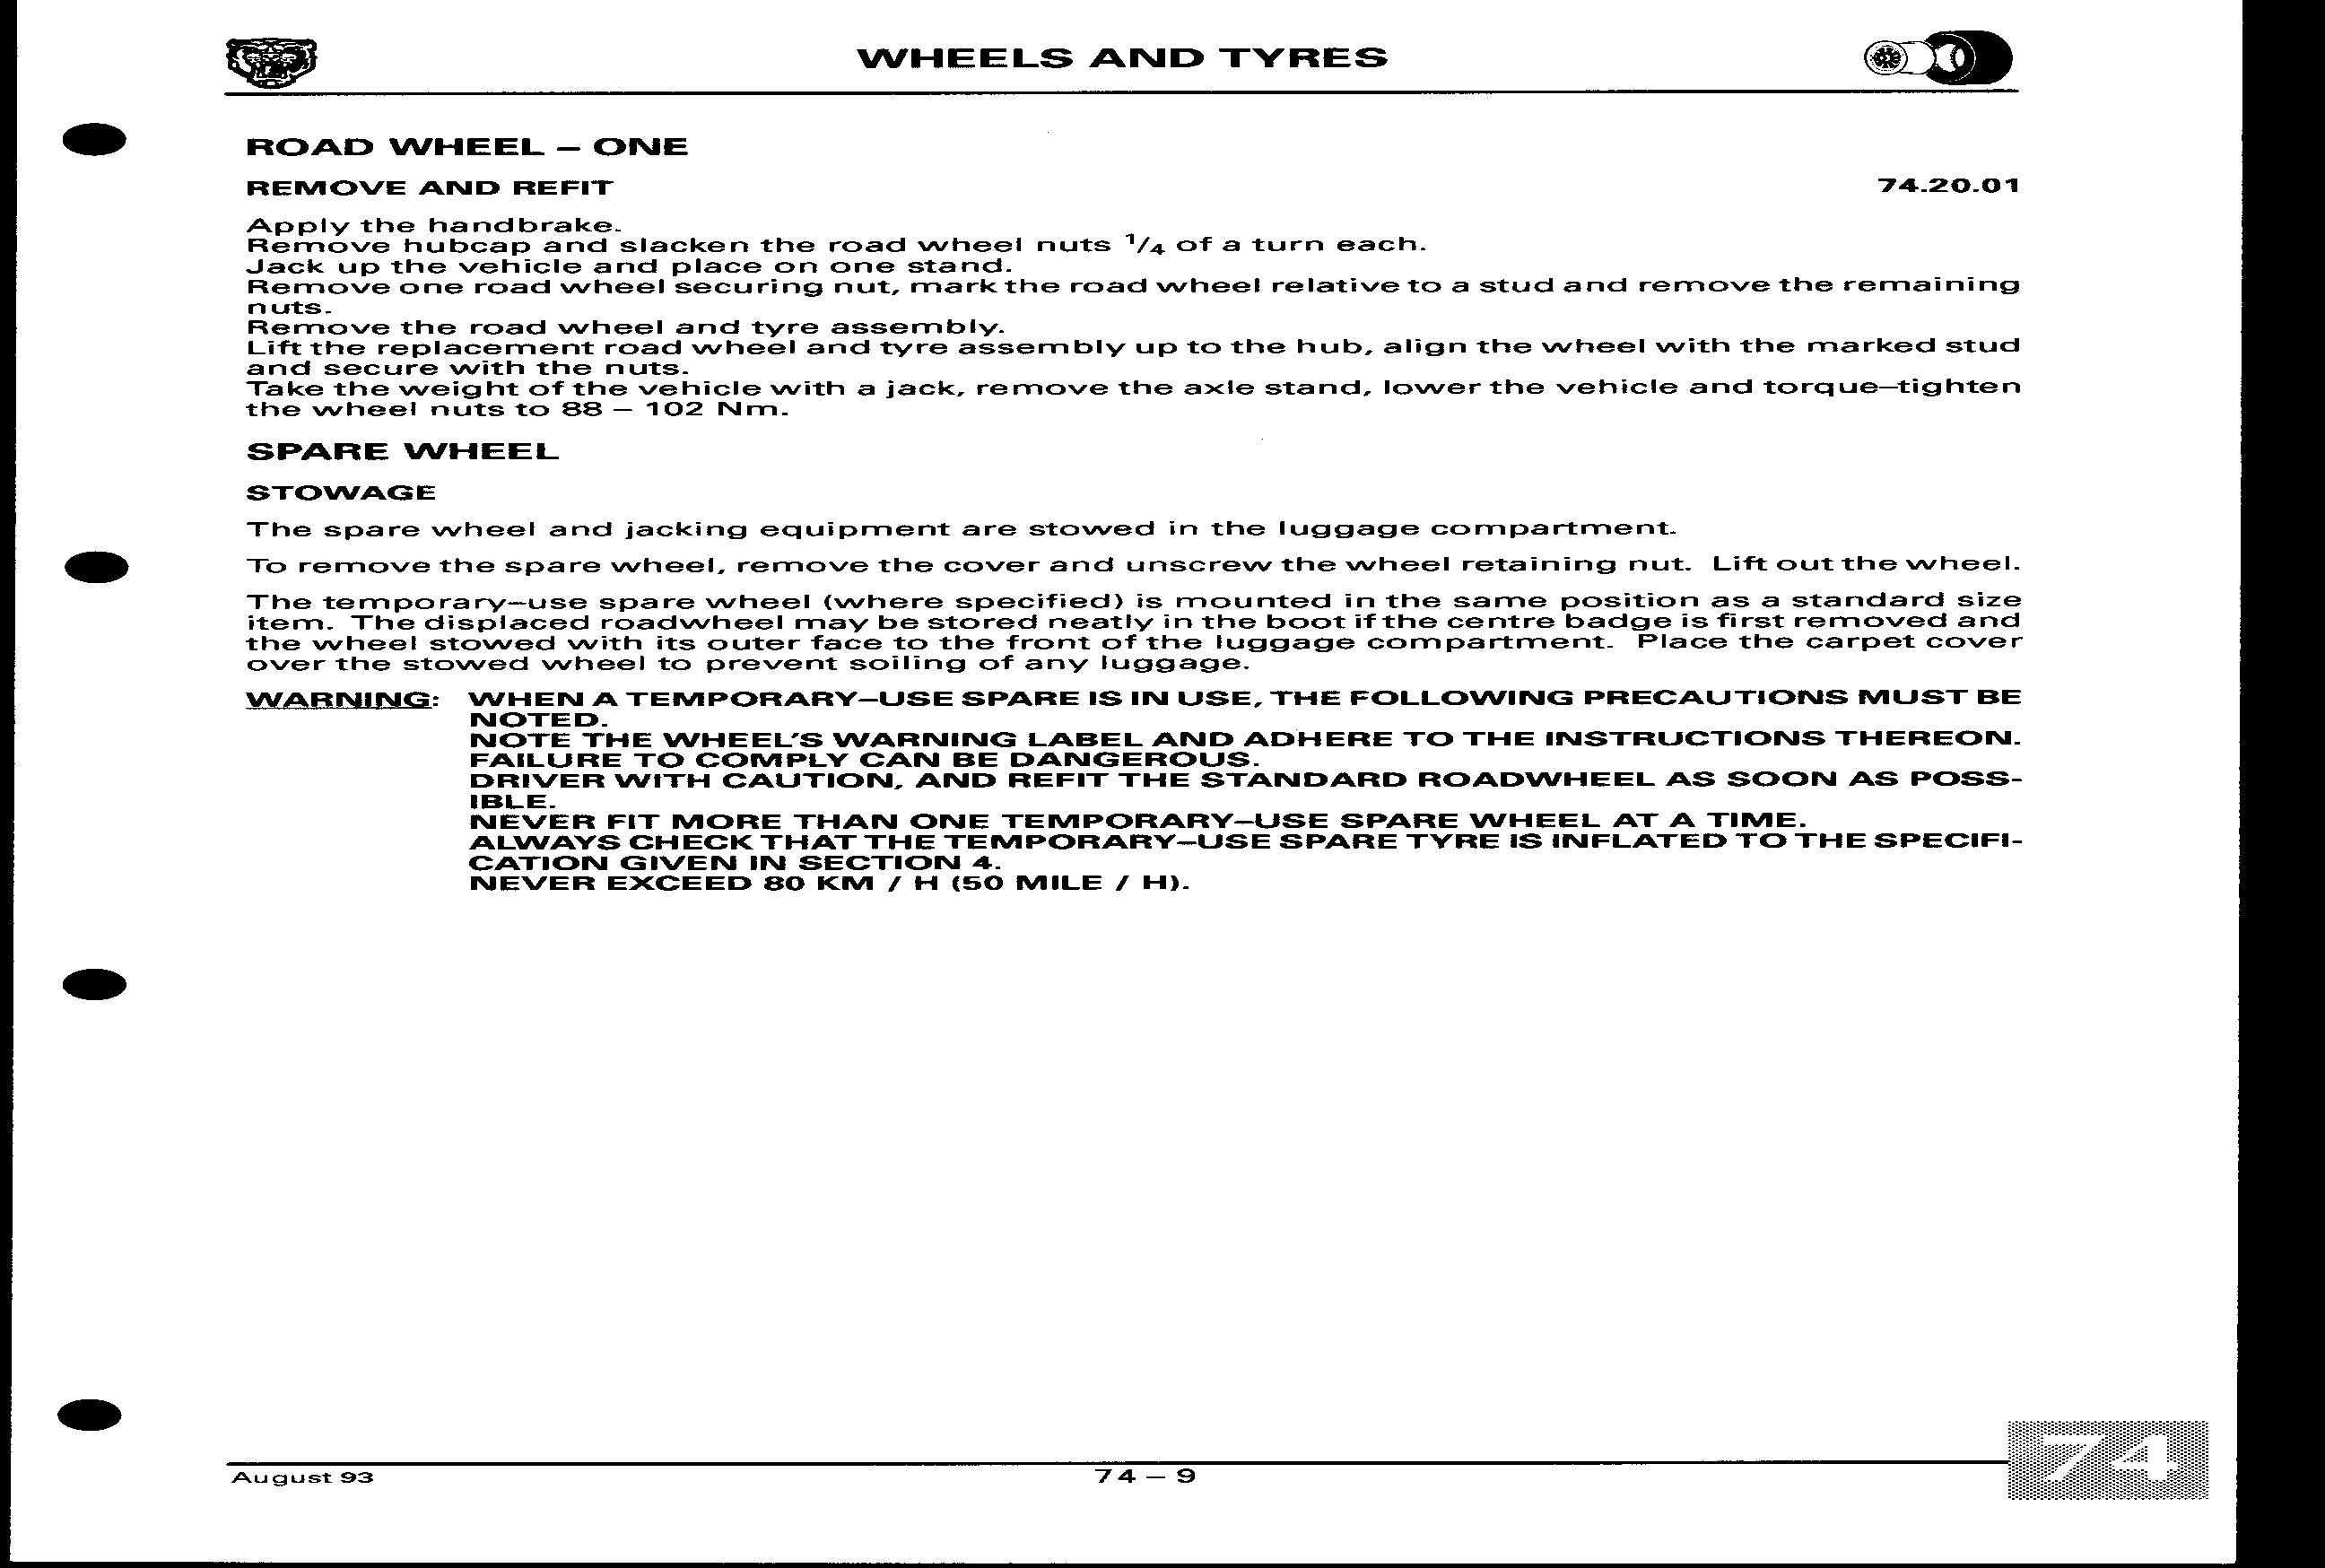 WHEELS AND TYRES
ROAD WHEEL – ONE
REMOVE AND REFIT 74.20.01
Apply the handbrake.
Remove hubcap and slacken the road wheel nuts 1/4 of a turn each.
Jack up the vehicle and place on one stand.
Remove one road wheel securing nut, mark the road wheel relative to a stud and remove the remaining
nuts.
Remove the road wheel and tyre assembly.
Lift the replacement road wheel and tyre assembly up to the hub, align the wheel with the marked stud
and secure with the nuts.
Take the weight of the vehicle with a jack, remove the axle stand, lower the vehicle and torque–tighten
the wheel nuts to 88 – 102 Nm.
SPARE WHEEL
STOWAGE
The spare wheel and jacking equipment are stowed in the luggage compartment.
To remove the spare wheel, remove the cover and unscrew the wheel retaining nut. Lift out the wheel.
The temporary–use spare wheel (where specified) is mounted in the same position as a standard size
item. The displaced roadwheel may be stored neatly in the boot if the centre badge is first removed and
the wheel stowed with its outer face to the front of the luggage compartment. Place the carpet cover
over the stowed wheel to prevent soiling of any luggage.
WARNING: WHEN A TEMPORARY–USE SPARE IS IN USE, THE FOLLOWING PRECAUTIONS MUST BE
NOTED.
NOTE THE WHEEL'S WARNING LABEL AND ADHERE TO THE INSTRUCTIONS THEREON.
FAILURE TO COMPLY CAN BE DANGEROUS.
DRIVER WITH CAUTION, AND REFIT THE STANDARD ROADWHEEL AS SOON AS POSS-
IBLE.
NEVER FIT MORE THAN ONE TEMPORARY–USE SPARE WHEEL AT A TIME.
ALWAYS CHECK THAT THE TEMPORARY–USE SPARE TYRE IS INFLATED TO THE SPECIFI-
CATION GIVEN IN SECTION 4.
NEVER EXCEED 80 KM / H (50 MILE / H).
August 93 74 – 9 74